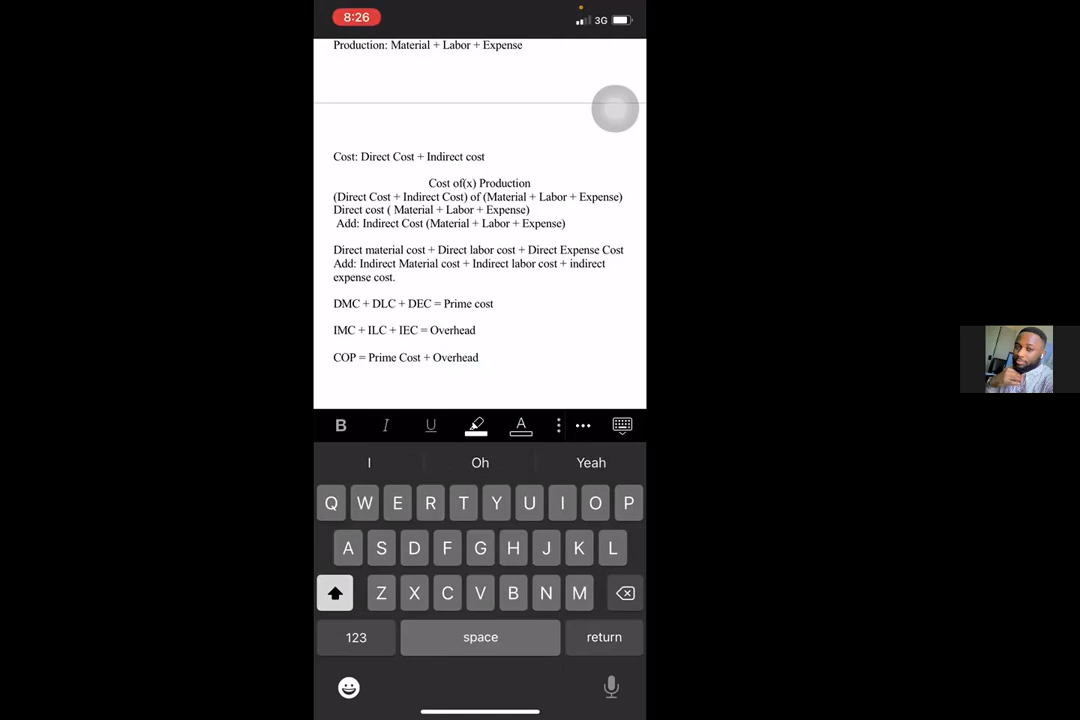 8:26
3G
Production: Material + Labor + Expense
Cost: Direct Cost + Indirect cost
Cost of(x) Production
(Direct Cost + Indirect Cost) of (Material + Labor + Expense)
Direct cost ( Material + Labor + Expense)
Add: Indirect Cost (Material + Labor + Expense)
Direct material cost + Direct labor cost + Direct Expense Cost
Add: Indirect Material cost + Indirect labor cost + indirect
expense cost.
DMC + DLC + DEC = Prime cost
IMC + ILC + IEC = Overhead
COP = Prime Cost + Overhead
B I U A
I Oh Yeah
Q W E R T Y U I O P
A S D F G H J K L
Z X C V B N M
123 space return